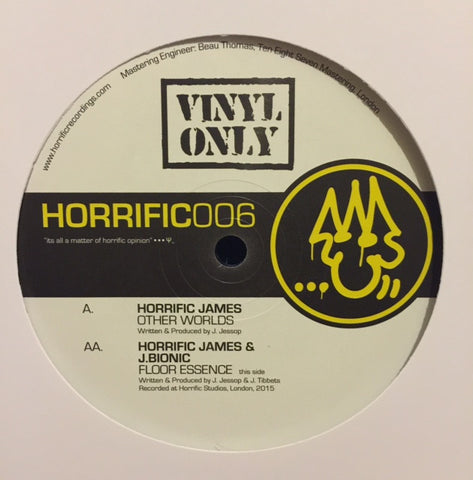 Mastering Engineer: Beau Thomas, Ten Eight Seven Mastering, London
www.horrificrecordings.com
VINYL
ONLY
HORRIFIC006
"its all a matter of horrific opinion"
A. HORRIFIC JAMES
OTHER WORLDS
Written & Produced by J. Jessop
AA. HORRIFIC JAMES &
J.BIONIC
FLOOR ESSENCE this side
Written & Produced by J. Jessop & J. Tibbets
Recorded at Horrific Studios, London, 2015